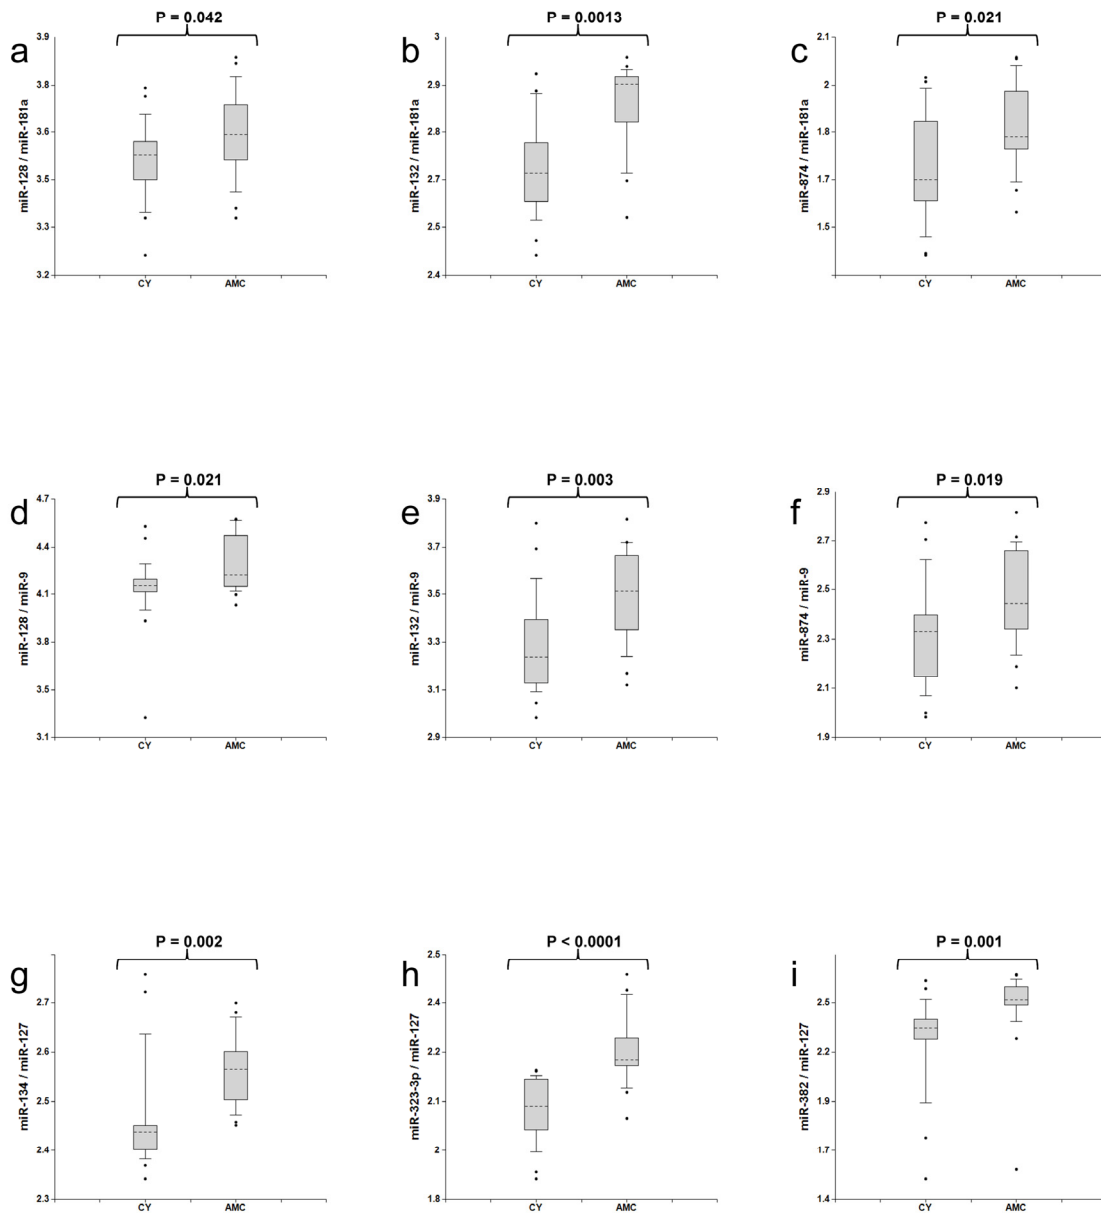 P = 0.042
a
3.9
3.8
3.6
3.5
3.3
3.2
miR-128 / miR-181a
CY
AMC
P = 0.0013
b
3
2.9
2.8
2.7
2.5
2.4
miR-132 / miR-181a
CY
AMC
P = 0.021
c
2.1
2
1.8
1.7
1.5
miR-874 / miR-181a
CY
AMC
P = 0.021
d
4.7
4.4
4.1
3.8
3.5
3.1
miR-128 / miR-9
CY
AMC
P = 0.003
e
3.9
3.7
3.5
3.3
3.1
2.9
miR-132 / miR-9
CY
AMC
P = 0.019
f
2.9
2.7
2.5
2.3
2.1
1.9
miR-874 / miR-9
CY
AMC
P = 0.002
g
2.7
2.6
2.5
2.4
2.3
miR-134 / miR-127
CY
AMC
P < 0.0001
h
2.5
2.4
2.2
2.1
2
1.8
miR-323-3p / miR-127
CY
AMC
P = 0.001
i
2.5
2.2
1.9
1.7
1.4
miR-382 / miR-127
CY
AMC